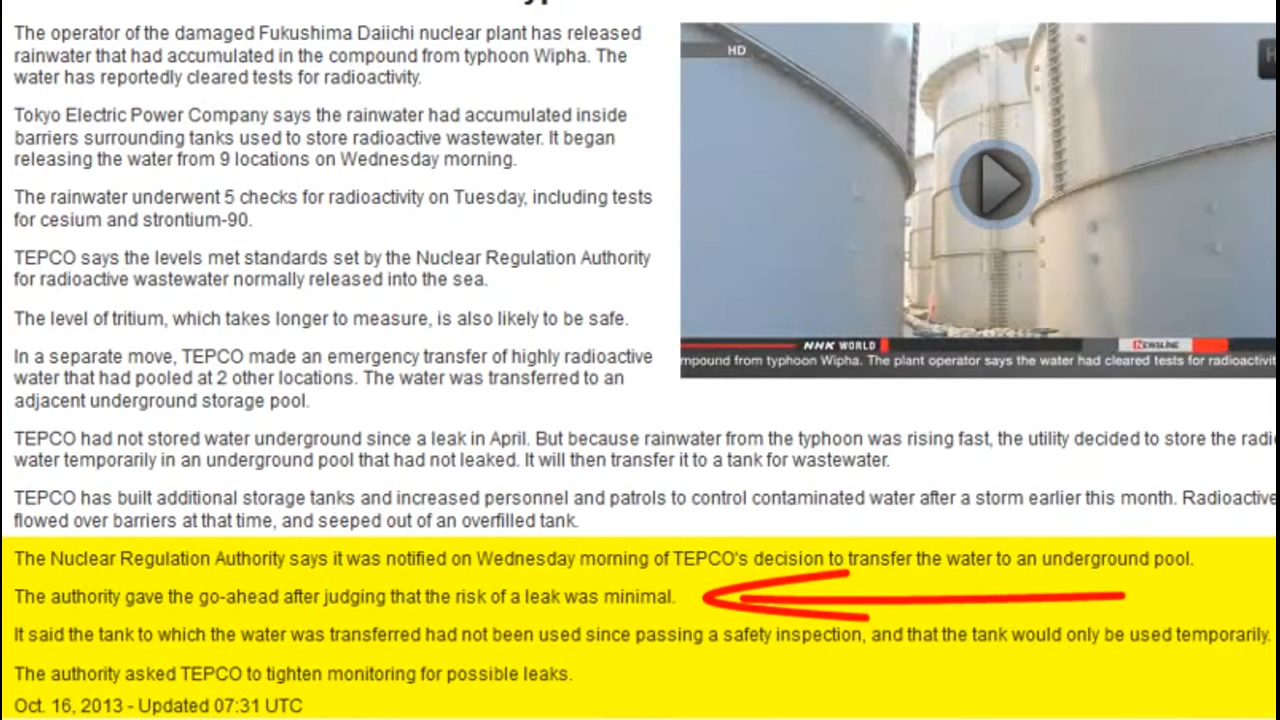 The operator of the damaged Fukushima Daiichi nuclear plant has released
rainwater that had accumulated in the compound from typhoon Wipha. The
water has reportedly cleared tests for radioactivity.
Tokyo Electric Power Company says the rainwater had accumulated inside
barriers surrounding tanks used to store radioactive wastewater. It began
releasing the water from 9 locations on Wednesday morning.
The rainwater underwent 5 checks for radioactivity on Tuesday, including tests
for cesium and strontium-90.
TEPCO says the levels met standards set by the Nuclear Regulation Authority
for radioactive wastewater normally released into the sea.
The level of tritium, which takes longer to measure, is also likely to be safe.
In a separate move, TEPCO made an emergency transfer of highly radioactive
water that had pooled at 2 other locations. The water was transferred to an
adjacent underground storage pool.
HD
NHK WORLD
NEWSLINE
mpound from typhoon Wipha. The plant operator says the water had cleared tests for radioactivit
TEPCO had not stored water underground since a leak in April. But because rainwater from the typhoon was rising fast, the utility decided to store the radi
water temporarily in an underground pool that had not leaked. It will then transfer it to a tank for wastewater.
TEPCO has built additional storage tanks and increased personnel and patrols to control contaminated water after a storm earlier this month. Radioactive
flowed over barriers at that time, and seeped out of an overfilled tank.
The Nuclear Regulation Authority says it was notified on Wednesday morning of TEPCO's decision to transfer the water to an underground pool.
The authority gave the go-ahead after judging that the risk of a leak was minimal.
It said the tank to which the water was transferred had not been used since passing a safety inspection, and that the tank would only be used temporarily.
The authority asked TEPCO to tighten monitoring for possible leaks.
Oct. 16, 2013 - Updated 07:31 UTC